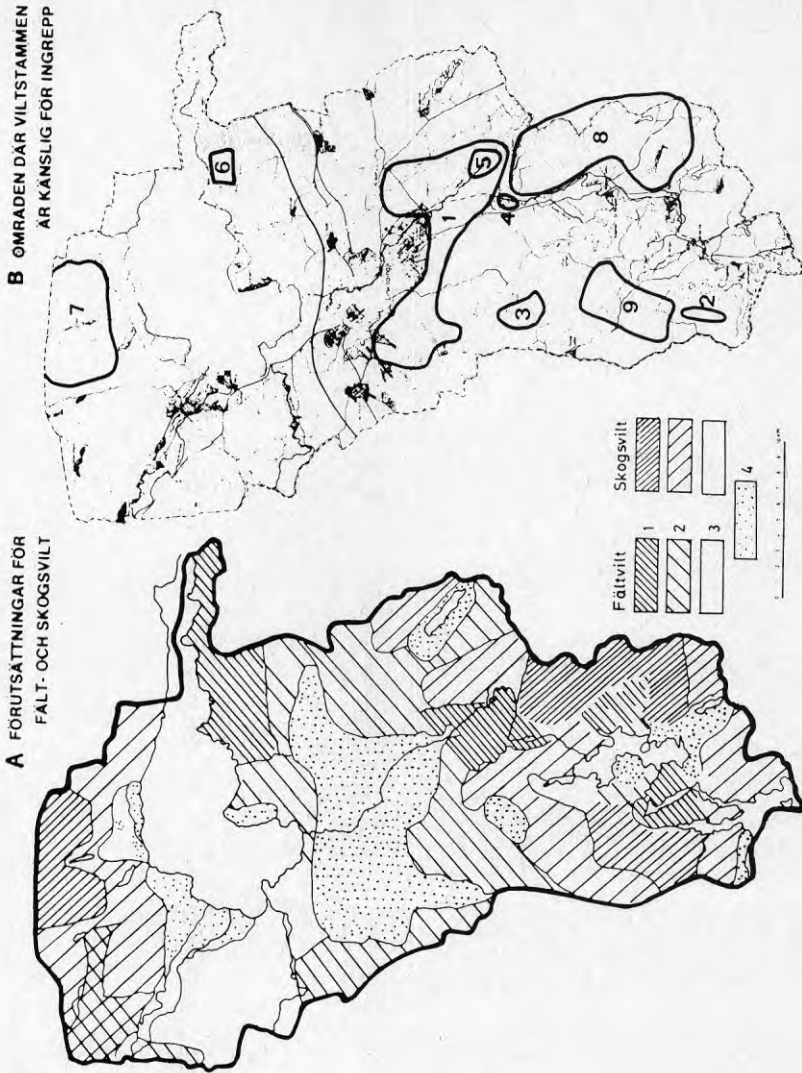 A FÖRUTSÄTTNINGAR FÖR
FÄLT- OCH SKOGSVILT
Fältvilt Skogsvilt
1
2
3
4
B OMRADEN DÄR VILTSTAMMEN
ÄR KÄNSLIG FÖR INGREPP
7
6
1
5
4
8
3
9
2